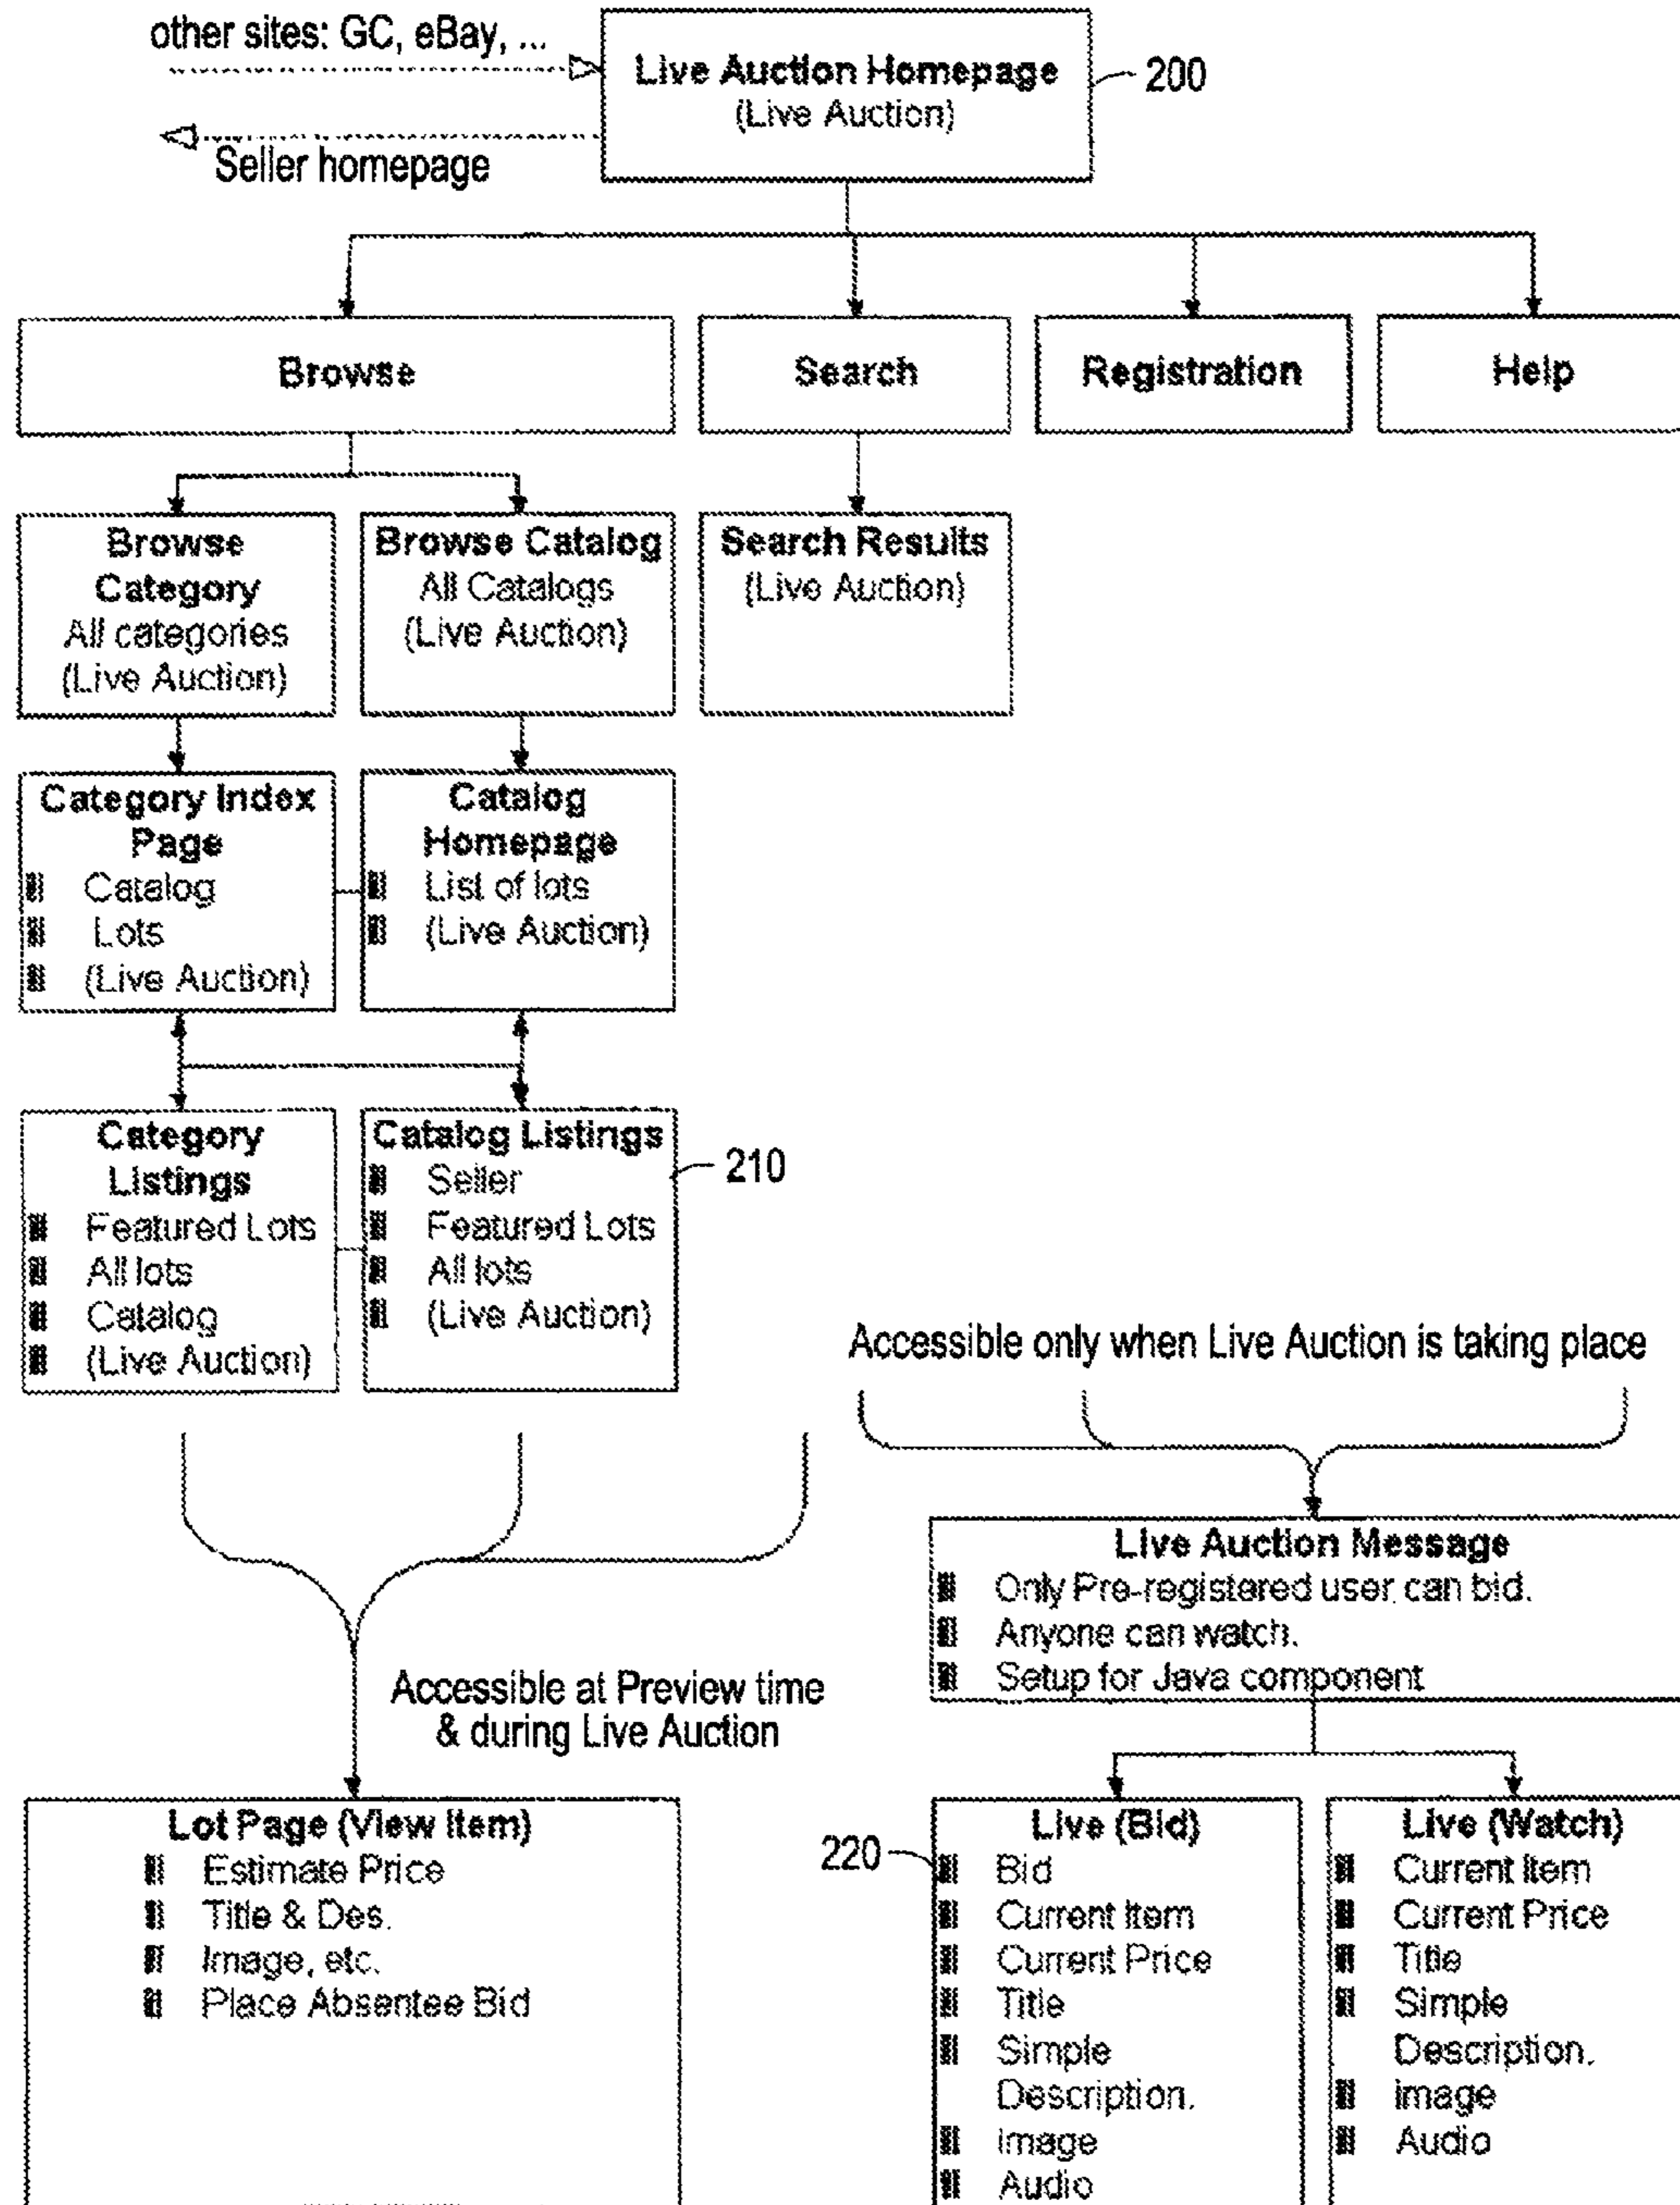 other sites: GC, eBay, ...
Seller homepage
Live Auction Homepage
(Live Auction)
200
Browse
Search
Registration
Help
Browse
Category
All categories
(Live Auction)
Browse Catalog
All Catalogs
(Live Auction)
Search Results
(Live Auction)
Category Index
Page
Catalog
Lots
(Live Auction)
Catalog
Homepage
List of lots
(Live Auction)
Category
Listings
Featured Lots
All lots
Catalog
(Live Auction)
Catalog Listings
Seller
Featured Lots
All lots
(Live Auction)
210
Accessible only when Live Auction is taking place
Live Auction Message
Only Pre-registered user can bid.
Anyone can watch.
Setup for Java component
Accessible at Preview time
& during Live Auction
Lot Page (View Item)
Estimate Price
Title & Des.
Image, etc.
Place Absentee Bid
220
Live (Bid)
Bid
Current Item
Current Price
Title
Simple
Description.
Image
Audio
Live (Watch)
Current Item
Current Price
Title
Simple
Description.
Image
Audio